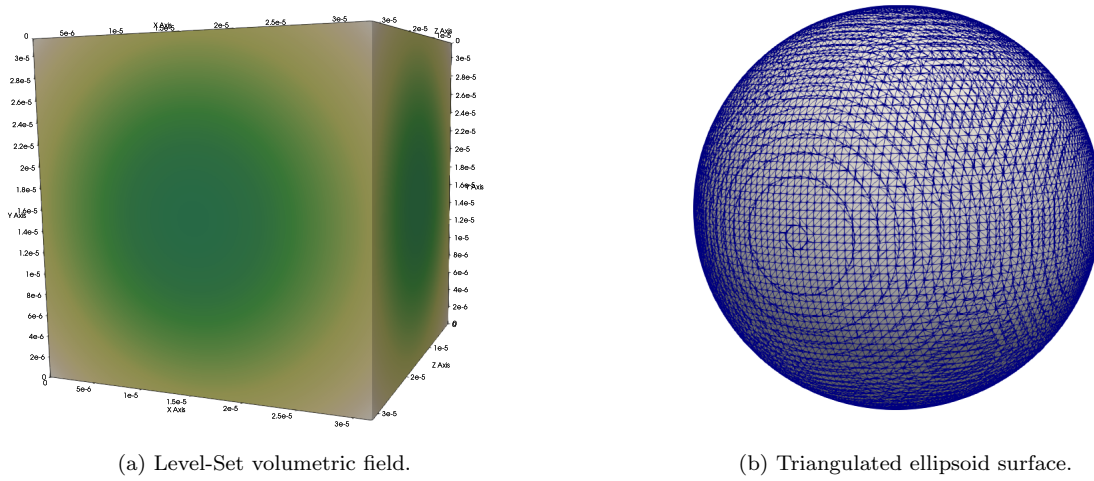 X Axis
5e-6 1e-5 1.5e-5 2e-5 2.5e-5 3e-5
3e-5 2e-5 1e-5 0
Z Axis
0
3e-5
2.8e-5
2.6e-5
2.4e-5
2e-5
1.8e-5
1.6e-5
Y Axis
1.4e-5
1.2e-5
1e-5
8e-6
6e-6
4e-6
2e-6
0
3e-5
2.8e-5
2.6e-5
2.4e-5
2.2e-5
2e-5
1.8e-5
1.6e-5
Y Axis
1.4e-5
1.2e-5
1e-5
8e-6
6e-6
4e-6
2e-6
0
0 5e-6 1e-5 1.5e-5 2e-5 2.5e-5 3e-5
X Axis
1e-5
Z Axis
2e-5
3e-5
(a) Level-Set volumetric field.
(b) Triangulated ellipsoid surface.